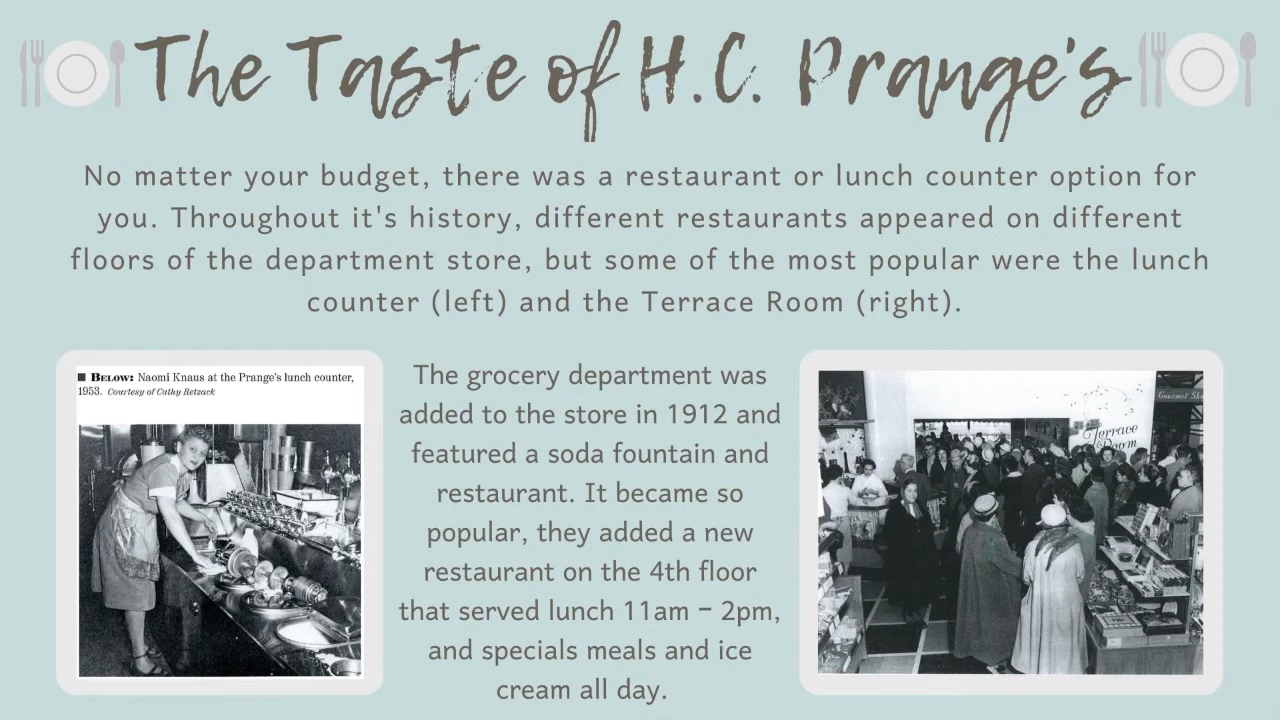 The Taste of H.C. Prange's
No matter your budget, there was a restaurant or lunch counter option for
you. Throughout it's history, different restaurants appeared on different
floors of the department store, but some of the most popular were the lunch
counter (left) and the Terrace Room (right).
■ BELOW: Naomi Knaus at the Prange's lunch counter,
1953. Courtesy of Cathy Retzack
The grocery department was
added to the store in 1912 and
featured a soda fountain and
restaurant. It became so
popular, they added a new
restaurant on the 4th floor
that served lunch 11am – 2pm,
and specials meals and ice
cream all day.
Gourmet
Terrace
Room